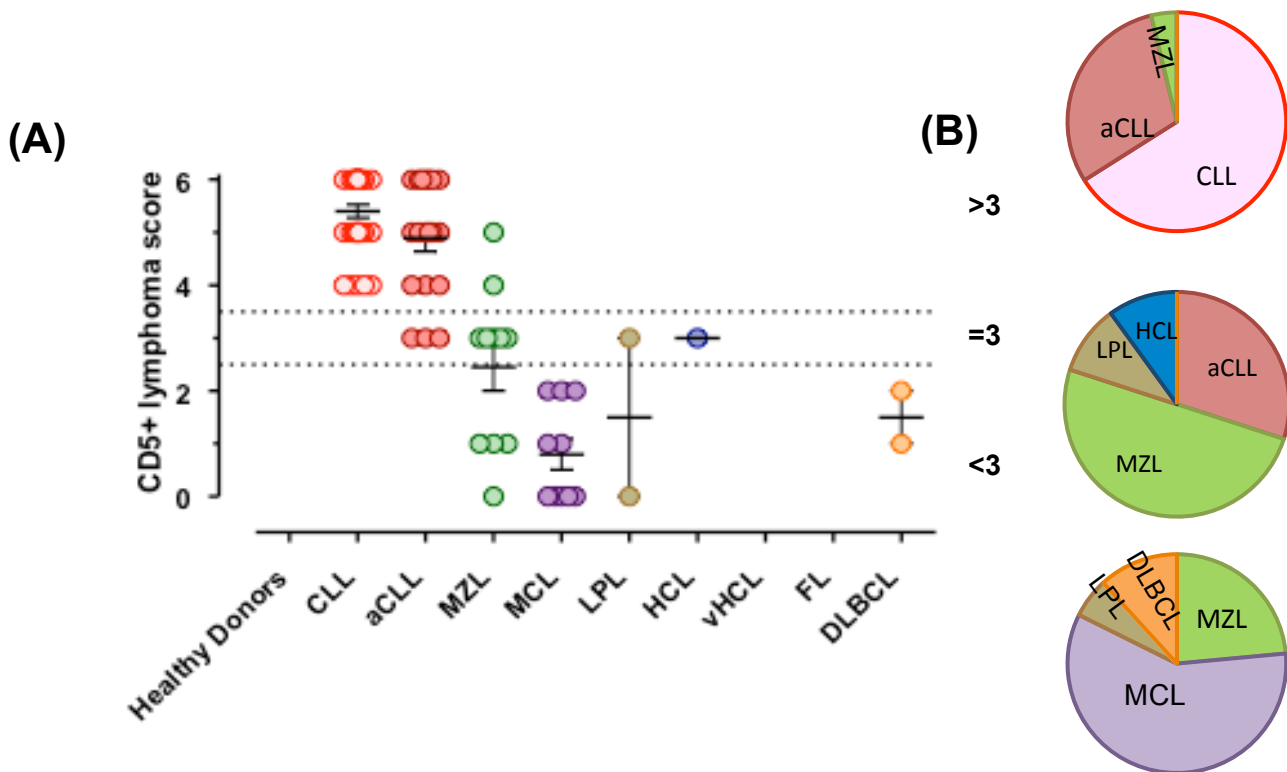 (A)
CD5+ lymphoma score
6
4
2
0
Healthy Donors
CLL
aCLL
MZL
MCL
LPL
HCL
vHCL
FL
DLBCL
(B)
>3
MZL
aCLL
CLL
=3
HCL
LPL
aCLL
MZL
<3
DLBCL
LPL
MZL
MCL